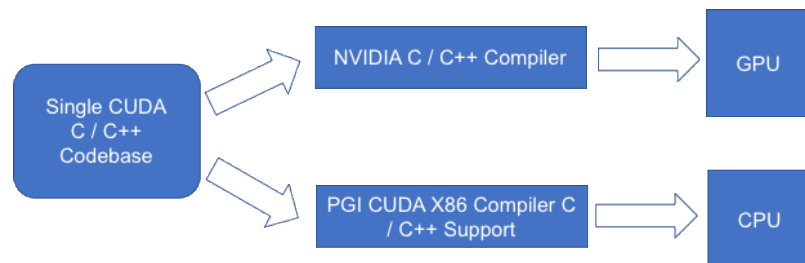 Single CUDA
C / C++
Codebase
NVIDIA C / C++ Compiler
GPU
PGI CUDA X86 Compiler C
/ C++ Support
CPU